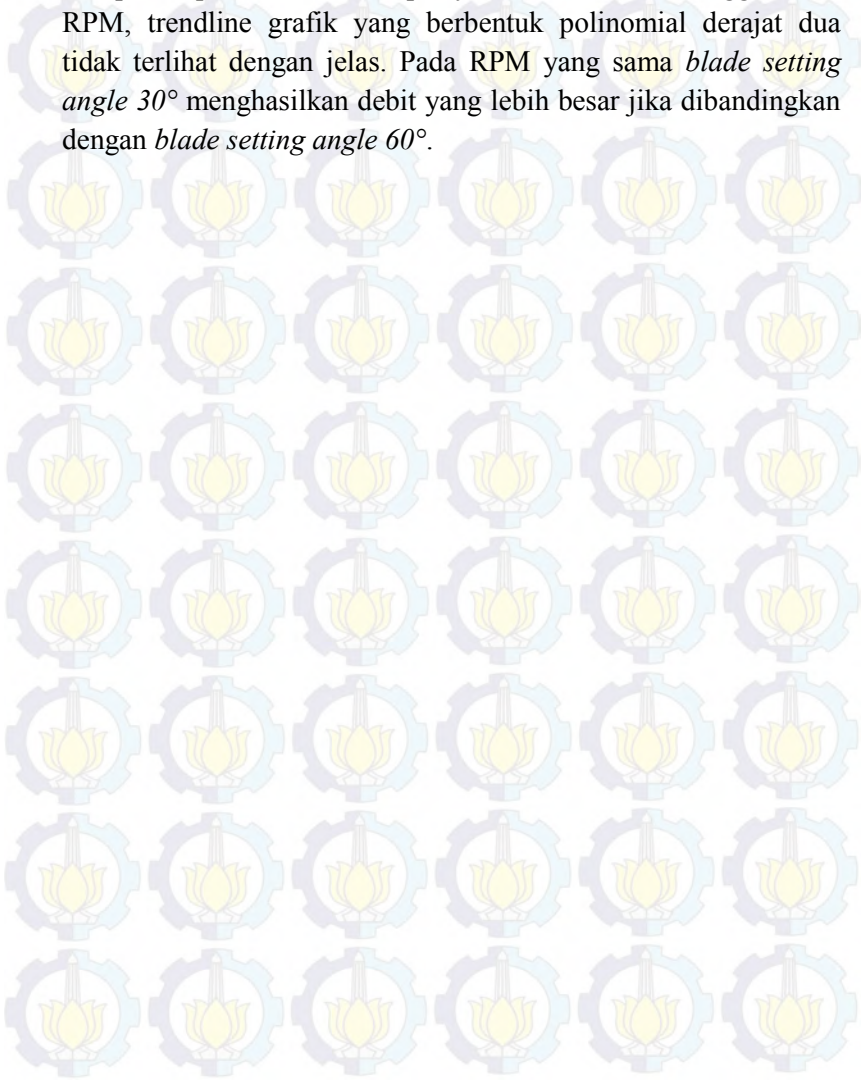 RPM, trendline grafik yang berbentuk polinomial derajat dua
tidak terlihat dengan jelas. Pada RPM yang sama blade setting
angle 30° menghasilkan debit yang lebih besar jika dibandingkan
dengan blade setting angle 60°.